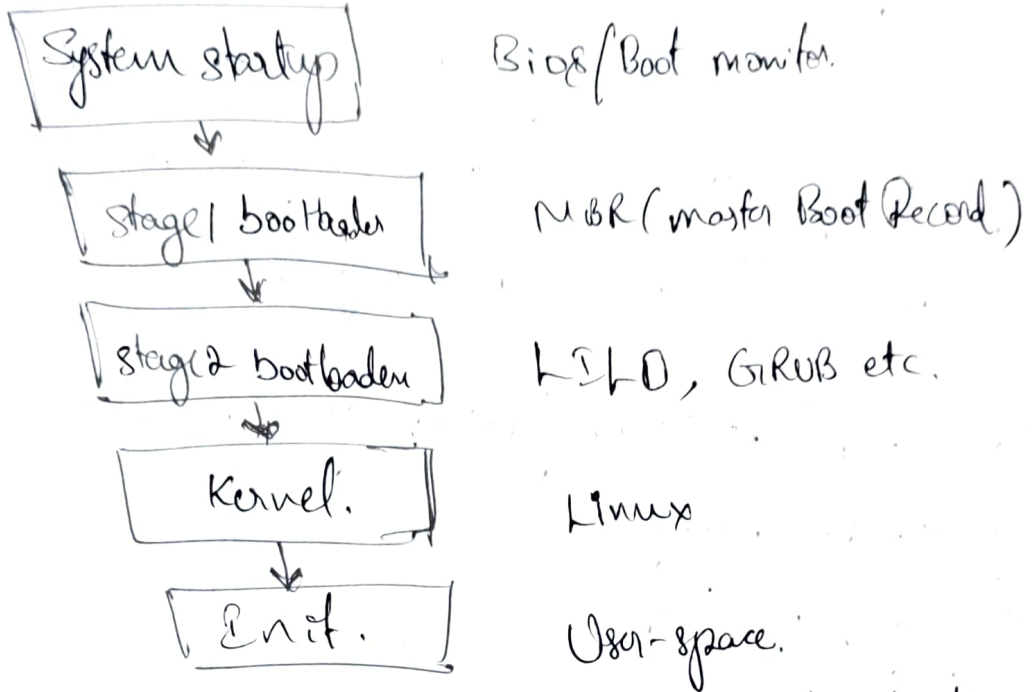 System startup Bios/Boot monitor.
stage1 bootloader MBR (master Boot Record)
stage2 bootloader LILO, GRUB etc.
Kernel. Linux
Init. User-space.